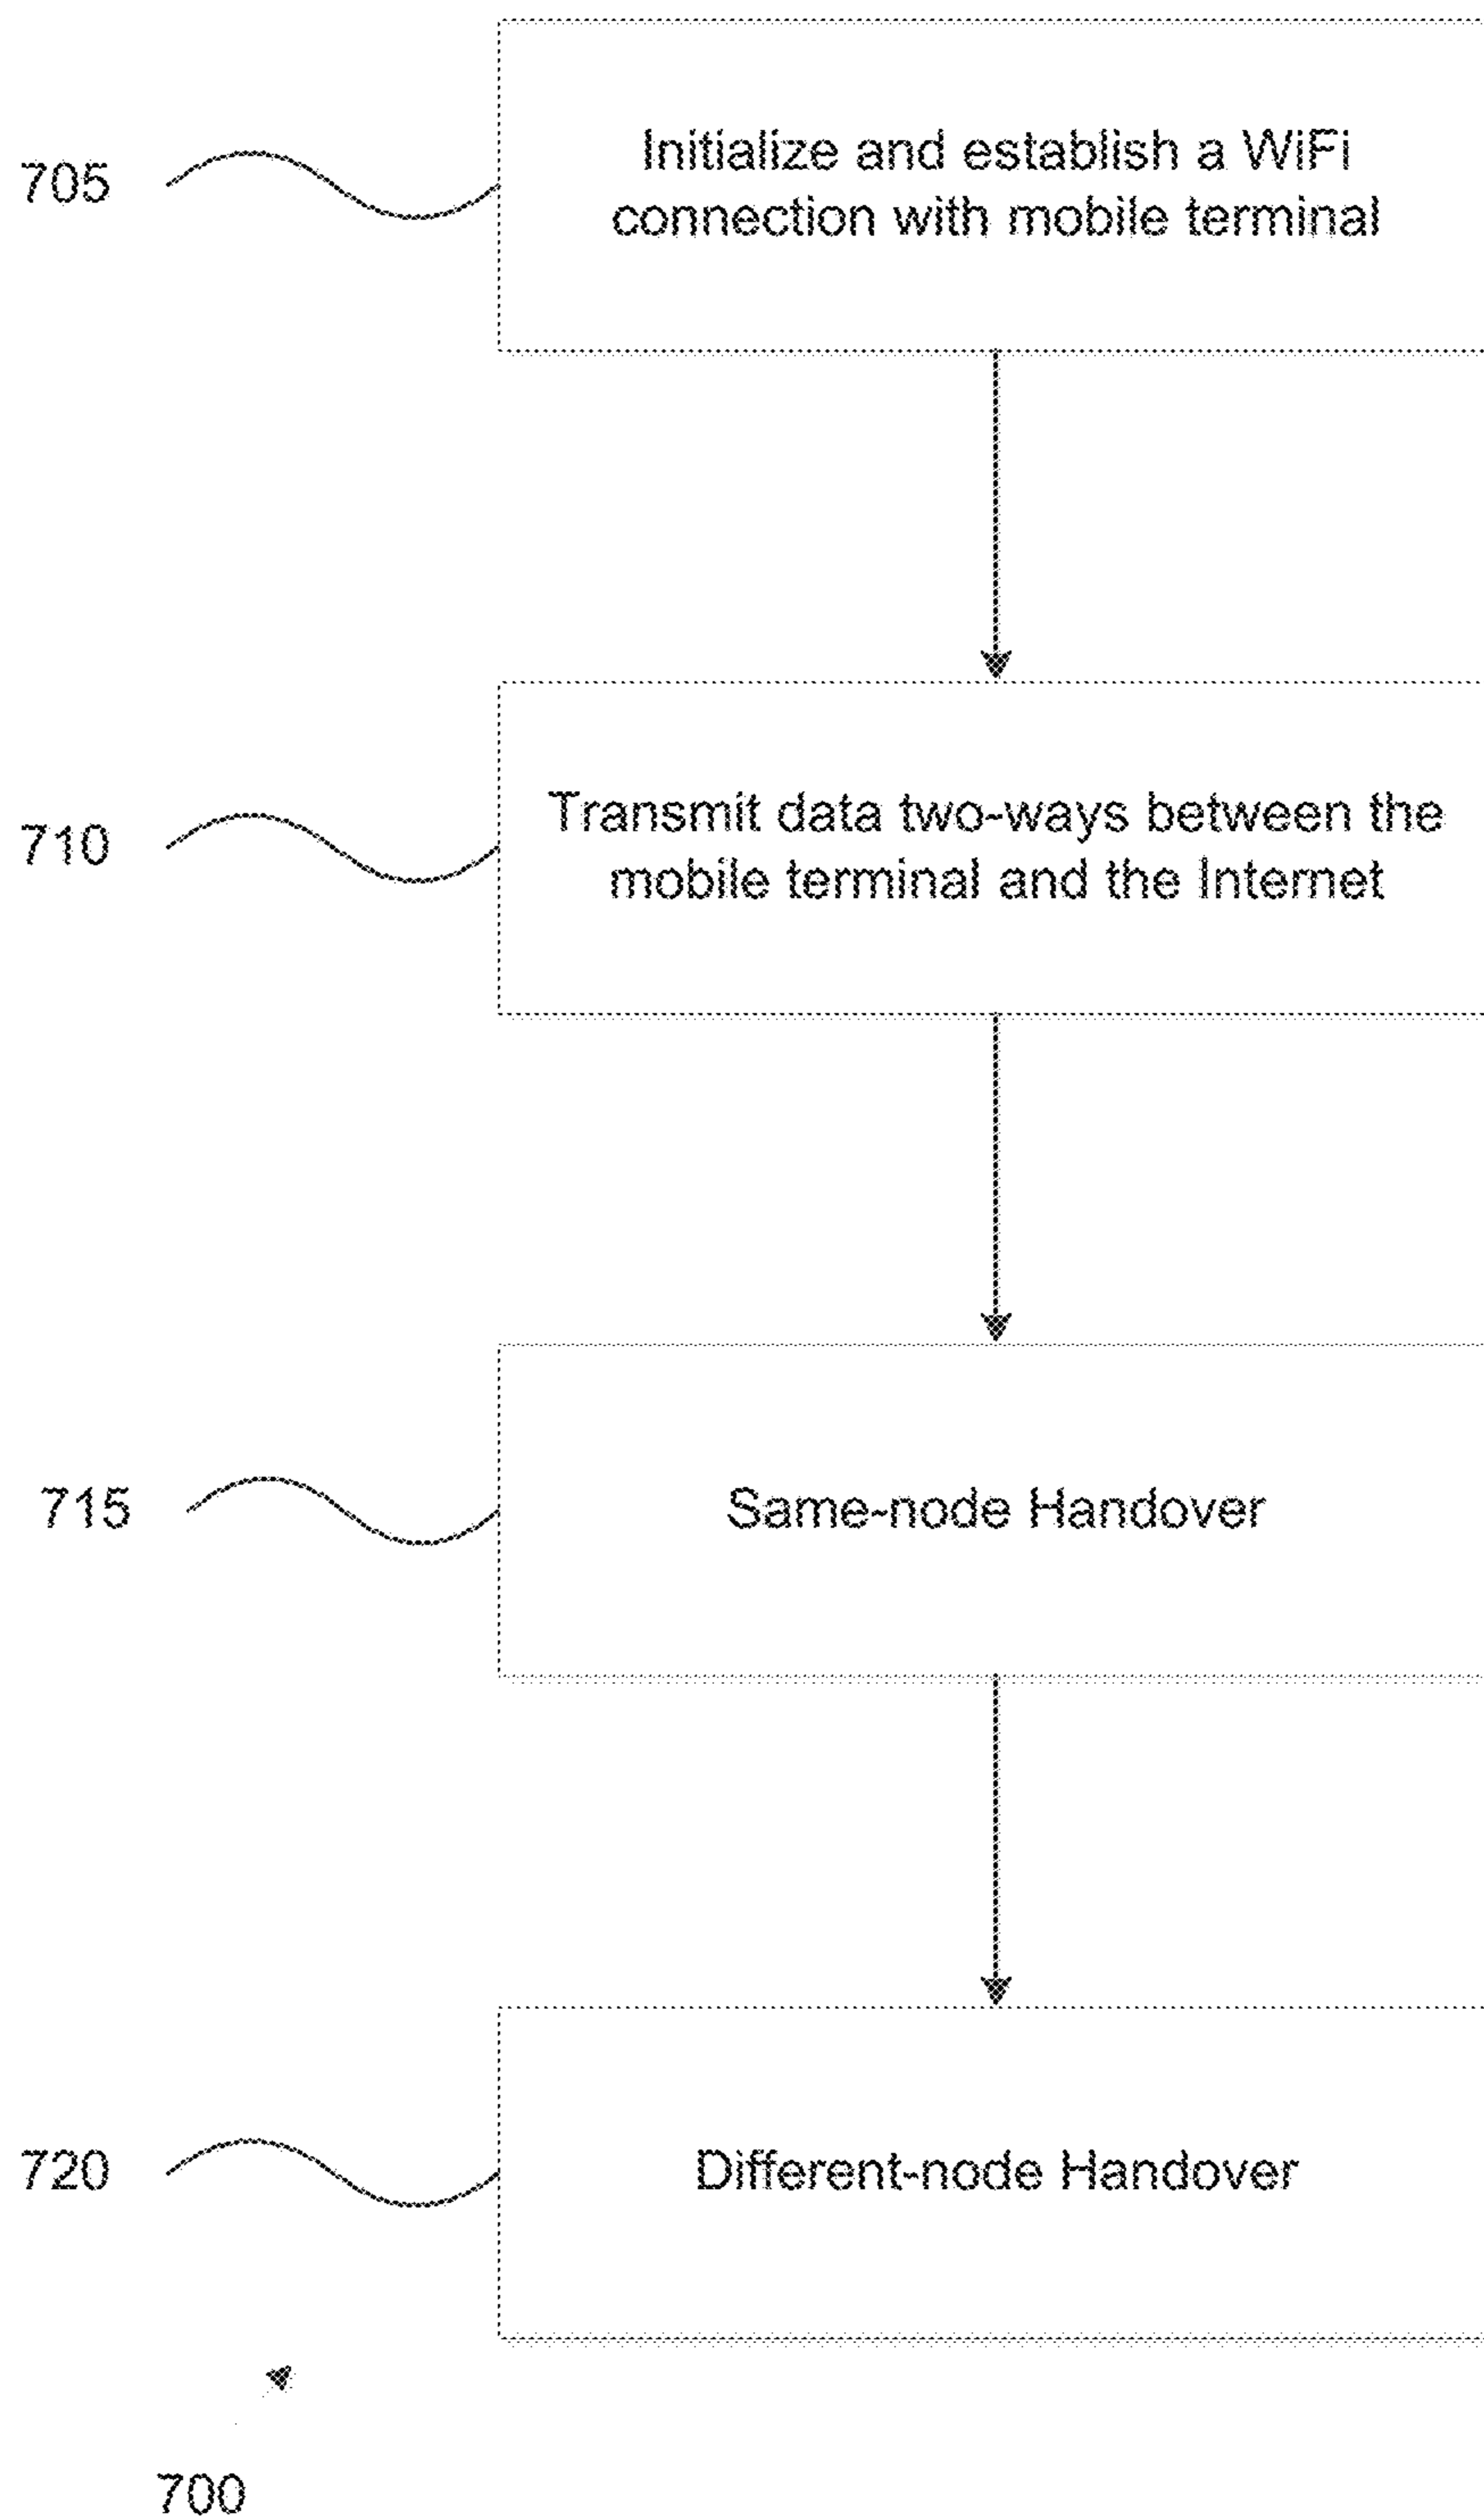 705
Initialize and establish a WiFi
connection with mobile terminal
710
Transmit data two-ways between the
mobile terminal and the Internet
715
Same-node Handover
720
Different-node Handover
700